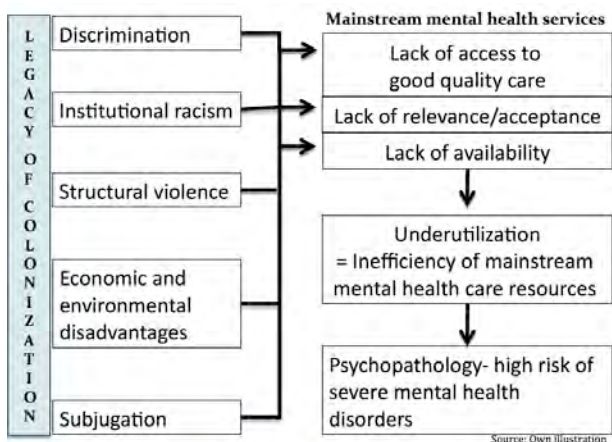 LEGACY OF COLONIZATION
Discrimination
Institutional racism
Structural violence
Economic and
environmental
disadvantages
Subjugation
Mainstream mental health services
Lack of access to
good quality care
Lack of relevance/acceptance
Lack of availability
Underutilization
= Inefficiency of mainstream
mental health care resources
Psychopathology- high risk of
severe mental health
disorders
Source: Own Illustration